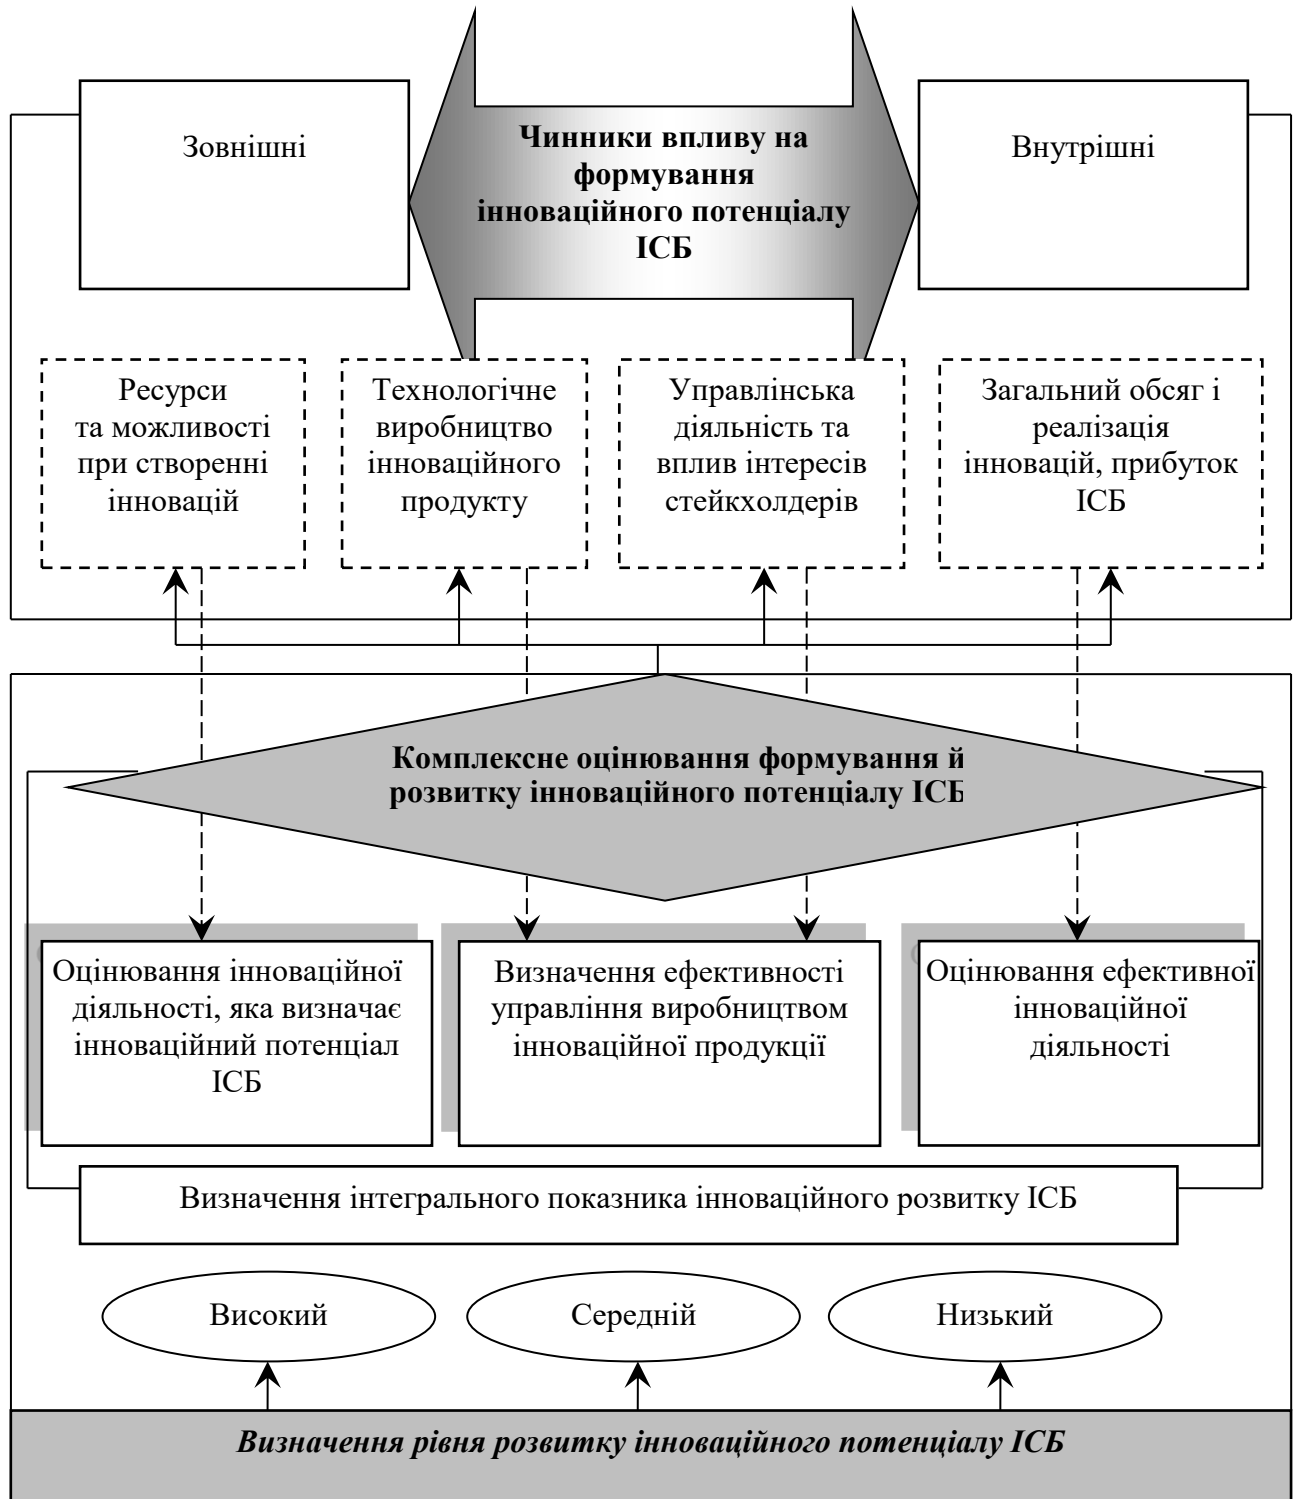 Зовнішні
Чинники впливу на
формування
інноваційного потенціалу
ІСБ
Внутрішні
Ресурси
та можливості
при створенні
інновацій
Технологічне
виробництво
інноваційного
продукту
Управлінська
діяльність та
вплив інтересів
стейкхолдерів
Загальний обсяг і
реалізація
інновацій, прибуток
ІСБ
Комплексне оцінювання формування й
розвитку інноваційного потенціалу ІСБ
Оцінювання інноваційної
діяльності, яка визначає
інноваційний потенціал
ІСБ
Визначення ефективності
управління виробництвом
інноваційної продукції
Оцінювання ефективної
інноваційної
діяльності
Визначення інтегрального показника інноваційного розвитку ІСБ
Високий
Середній
Низький
Визначення рівня розвитку інноваційного потенціалу ІСБ